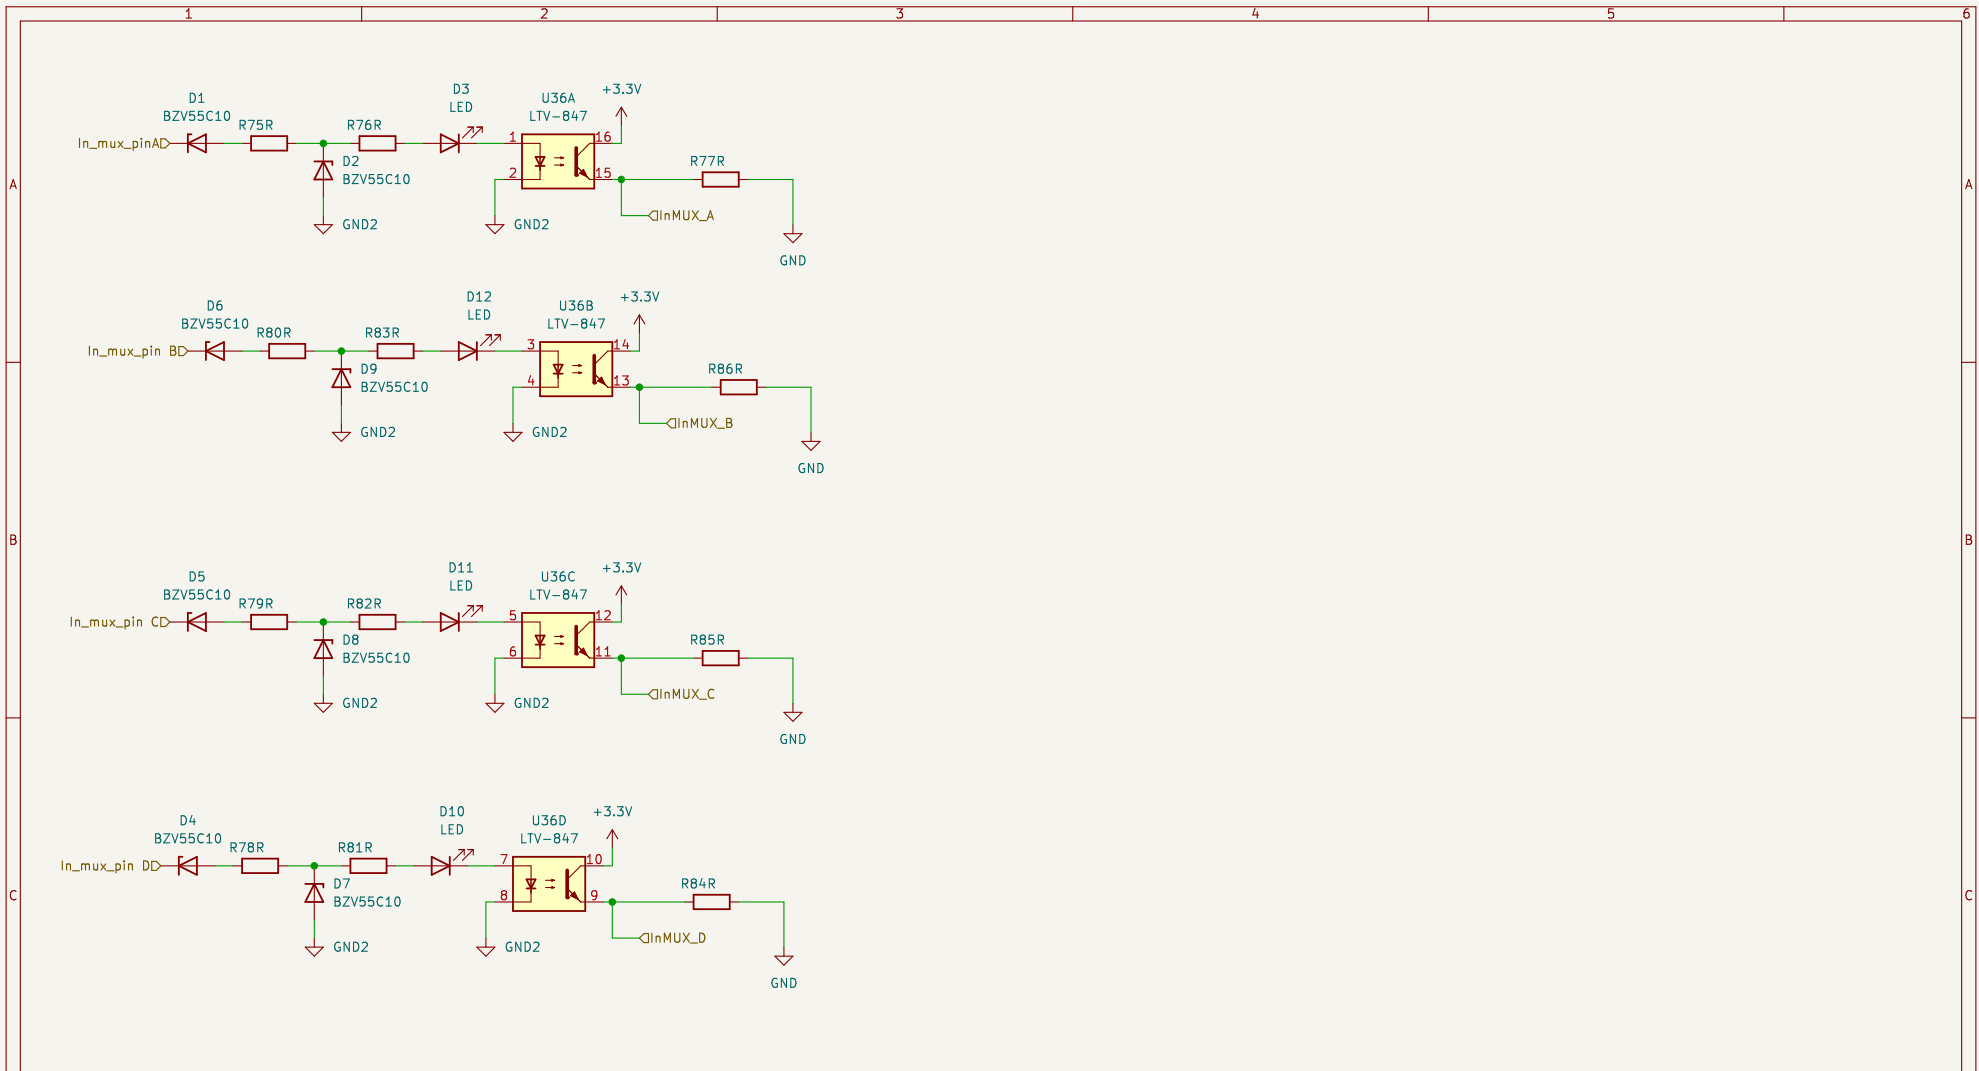 1 2 3 4 5 6
D3 +3.3V
D1 U36A
LED
BZV55C10 LTV-847
R75R R76R
In_mux_pinA 1 16
D2 R77R
BZV55C10 2 15
A A
InMUX_A
GND2 GND2
GND
D12 +3.3V
D6 U36B
LED
BZV55C10 LTV-847
R80R R83R
In_mux_pin B 3 14
D9 R86R
BZV55C10 4 13
InMUX_B
GND2 GND2
GND
B B
D11 +3.3V
D5 U36C
LED
BZV55C10 LTV-847
R79R R82R
In_mux_pin C 5 12
D8 R85R
BZV55C10 6 11
InMUX_C
GND2 GND2
GND
D10 +3.3V
D4 U36D
LED
BZV55C10 LTV-847
R78R R81R
In_mux_pin D 7 10
D7 R84R
BZV55C10 8 9
C C
InMUX_D
GND2 GND2
GND